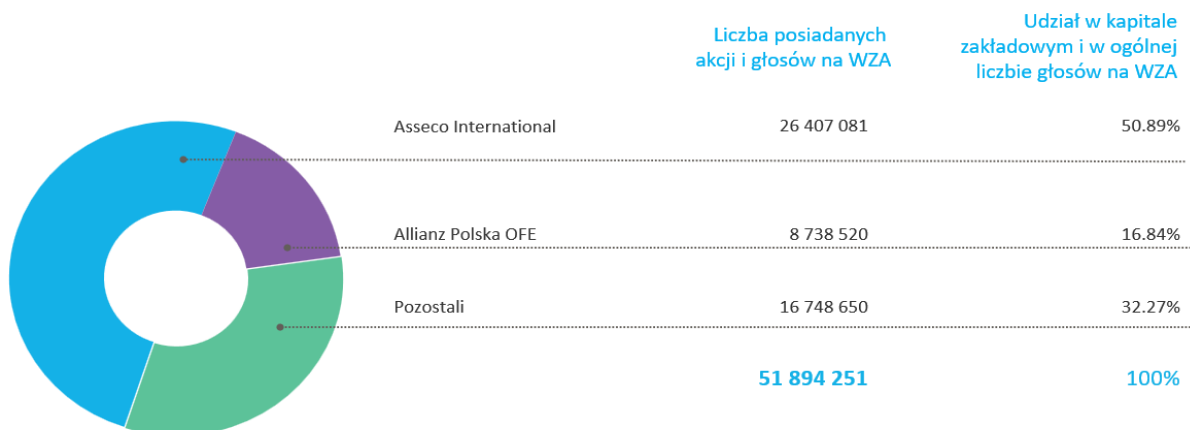 Liczba posiadanych
akcji i głosów na WZA
Udział w kapitale
zakładowym i w ogólnej
liczbie głosów na WZA
Asseco International 26 407 081 50.89%
Allianz Polska OFE 8 738 520 16.84%
Pozostali 16 748 650 32.27%
51 894 251 100%